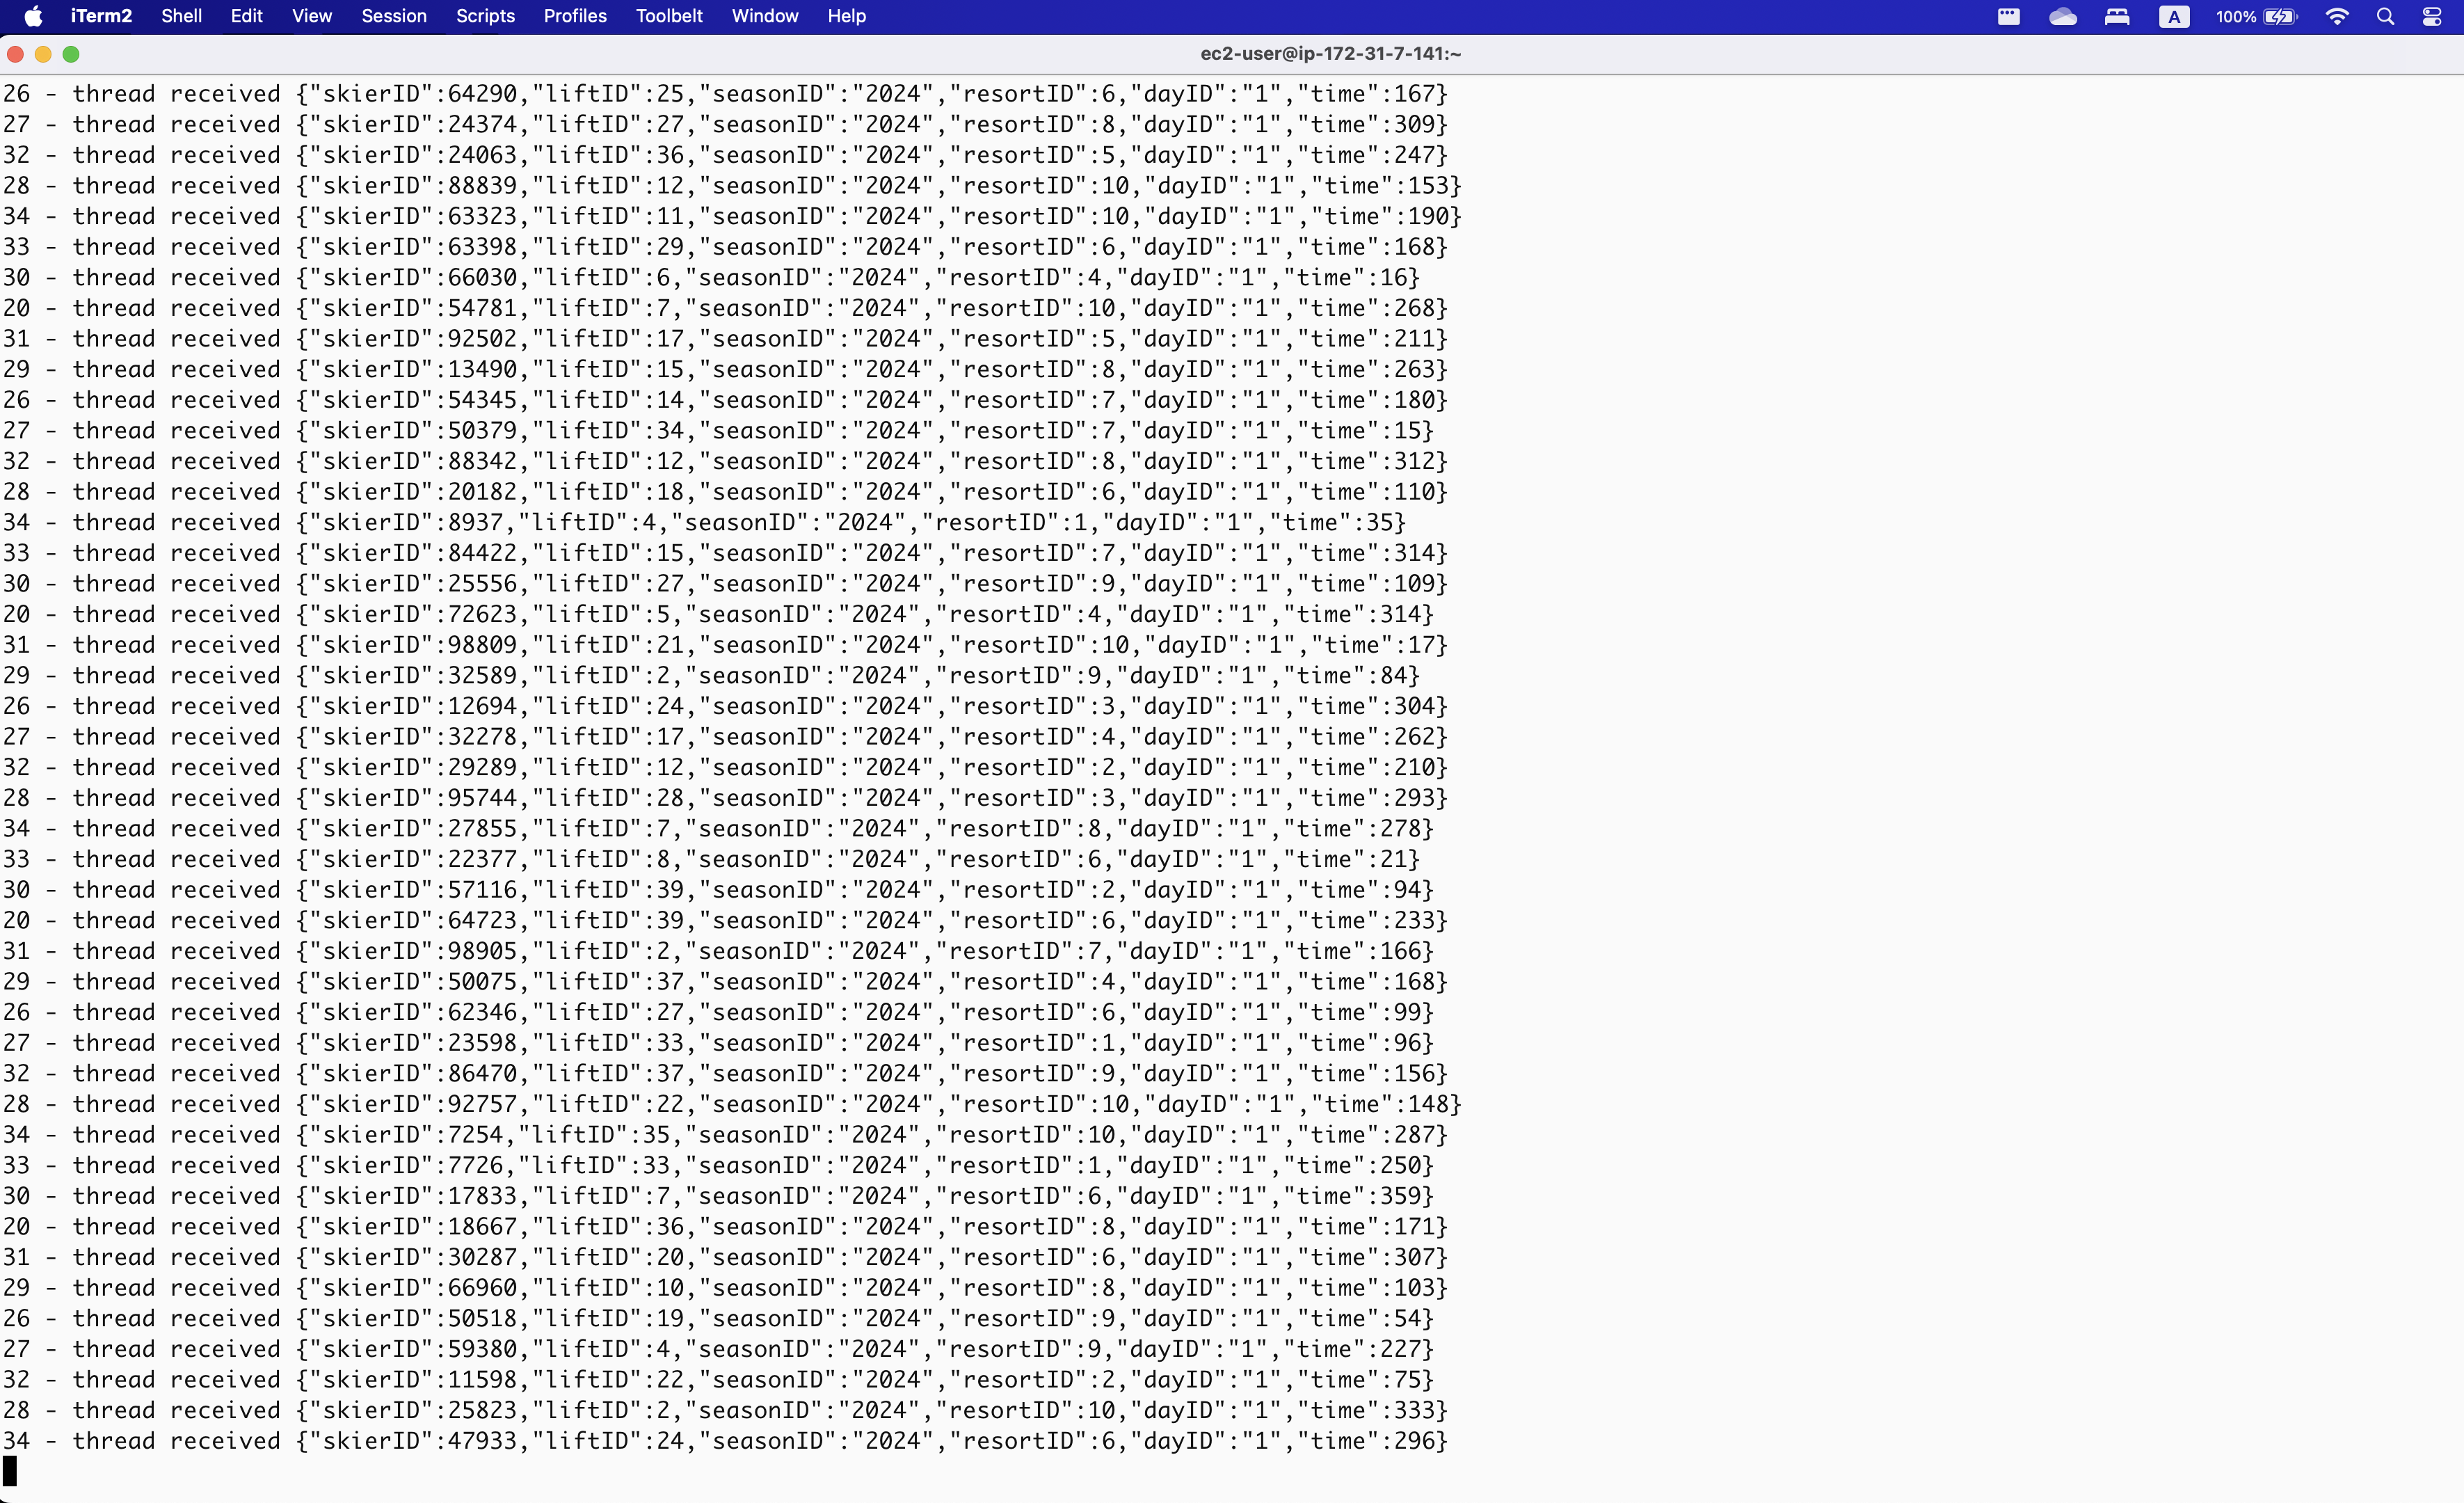 iTerm2 Shell Edit View Session Scripts Profiles Toolbelt Window Help A 100%
ec2-user@ip-172-31-7-141:~
26 - thread received {"skierID":64290,"liftID":25,"seasonID":"2024","resortID":6,"dayID":"1","time":167}
27 - thread received {"skierID":24374,"liftID":27,"seasonID":"2024","resortID":8,"dayID":"1","time":309}
32 - thread received {"skierID":24063,"liftID":36,"seasonID":"2024","resortID":5,"dayID":"1","time":247}
28 - thread received {"skierID":88839,"liftID":12,"seasonID":"2024","resortID":10,"dayID":"1","time":153}
34 - thread received {"skierID":63323,"liftID":11,"seasonID":"2024","resortID":10,"dayID":"1","time":190}
33 - thread received {"skierID":63398,"liftID":29,"seasonID":"2024","resortID":6,"dayID":"1","time":168}
30 - thread received {"skierID":66030,"liftID":6,"seasonID":"2024","resortID":4,"dayID":"1","time":16}
20 - thread received {"skierID":54781,"liftID":7,"seasonID":"2024","resortID":10,"dayID":"1","time":268}
31 - thread received {"skierID":92502,"liftID":17,"seasonID":"2024","resortID":5,"dayID":"1","time":211}
29 - thread received {"skierID":13490,"liftID":15,"seasonID":"2024","resortID":8,"dayID":"1","time":263}
26 - thread received {"skierID":54345,"liftID":14,"seasonID":"2024","resortID":7,"dayID":"1","time":180}
27 - thread received {"skierID":50379,"liftID":34,"seasonID":"2024","resortID":7,"dayID":"1","time":15}
32 - thread received {"skierID":88342,"liftID":12,"seasonID":"2024","resortID":8,"dayID":"1","time":312}
28 - thread received {"skierID":20182,"liftID":18,"seasonID":"2024","resortID":6,"dayID":"1","time":110}
34 - thread received {"skierID":8937,"liftID":4,"seasonID":"2024","resortID":1,"dayID":"1","time":35}
33 - thread received {"skierID":84422,"liftID":15,"seasonID":"2024","resortID":7,"dayID":"1","time":314}
30 - thread received {"skierID":25556,"liftID":27,"seasonID":"2024","resortID":9,"dayID":"1","time":109}
20 - thread received {"skierID":72623,"liftID":5,"seasonID":"2024","resortID":4,"dayID":"1","time":314}
31 - thread received {"skierID":98809,"liftID":21,"seasonID":"2024","resortID":10,"dayID":"1","time":17}
29 - thread received {"skierID":32589,"liftID":2,"seasonID":"2024","resortID":9,"dayID":"1","time":84}
26 - thread received {"skierID":12694,"liftID":24,"seasonID":"2024","resortID":3,"dayID":"1","time":304}
27 - thread received {"skierID":32278,"liftID":17,"seasonID":"2024","resortID":4,"dayID":"1","time":262}
32 - thread received {"skierID":29289,"liftID":12,"seasonID":"2024","resortID":2,"dayID":"1","time":210}
28 - thread received {"skierID":95744,"liftID":28,"seasonID":"2024","resortID":3,"dayID":"1","time":293}
34 - thread received {"skierID":27855,"liftID":7,"seasonID":"2024","resortID":8,"dayID":"1","time":278}
33 - thread received {"skierID":22377,"liftID":8,"seasonID":"2024","resortID":6,"dayID":"1","time":21}
30 - thread received {"skierID":57116,"liftID":39,"seasonID":"2024","resortID":2,"dayID":"1","time":94}
20 - thread received {"skierID":64723,"liftID":39,"seasonID":"2024","resortID":6,"dayID":"1","time":233}
31 - thread received {"skierID":98905,"liftID":2,"seasonID":"2024","resortID":7,"dayID":"1","time":166}
29 - thread received {"skierID":50075,"liftID":37,"seasonID":"2024","resortID":4,"dayID":"1","time":168}
26 - thread received {"skierID":62346,"liftID":27,"seasonID":"2024","resortID":6,"dayID":"1","time":99}
27 - thread received {"skierID":23598,"liftID":33,"seasonID":"2024","resortID":1,"dayID":"1","time":96}
32 - thread received {"skierID":86470,"liftID":37,"seasonID":"2024","resortID":9,"dayID":"1","time":156}
28 - thread received {"skierID":92757,"liftID":22,"seasonID":"2024","resortID":10,"dayID":"1","time":148}
34 - thread received {"skierID":7254,"liftID":35,"seasonID":"2024","resortID":10,"dayID":"1","time":287}
33 - thread received {"skierID":7726,"liftID":33,"seasonID":"2024","resortID":1,"dayID":"1","time":250}
30 - thread received {"skierID":17833,"liftID":7,"seasonID":"2024","resortID":6,"dayID":"1","time":359}
20 - thread received {"skierID":18667,"liftID":36,"seasonID":"2024","resortID":8,"dayID":"1","time":171}
31 - thread received {"skierID":30287,"liftID":20,"seasonID":"2024","resortID":6,"dayID":"1","time":307}
29 - thread received {"skierID":66960,"liftID":10,"seasonID":"2024","resortID":8,"dayID":"1","time":103}
26 - thread received {"skierID":50518,"liftID":19,"seasonID":"2024","resortID":9,"dayID":"1","time":54}
27 - thread received {"skierID":59380,"liftID":4,"seasonID":"2024","resortID":9,"dayID":"1","time":227}
32 - thread received {"skierID":11598,"liftID":22,"seasonID":"2024","resortID":2,"dayID":"1","time":75}
28 - thread received {"skierID":25823,"liftID":2,"seasonID":"2024","resortID":10,"dayID":"1","time":333}
34 - thread received {"skierID":47933,"liftID":24,"seasonID":"2024","resortID":6,"dayID":"1","time":296}